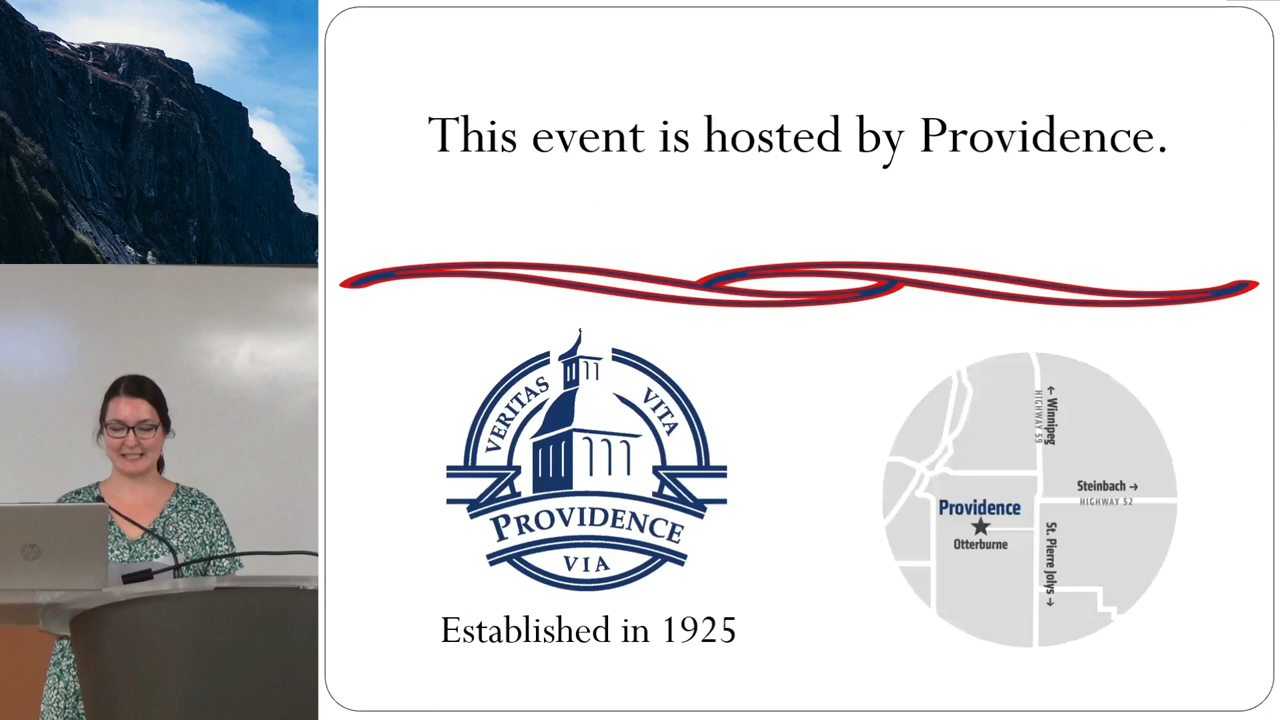 This event is hosted by Providence.
VERITAS
VITA
PROVIDENCE
VIA
Established in 1925
← Winnipeg
HIGHWAY 59
Steinbach →
HIGHWAY 52
Providence
Otterburne
St. Pierre Jolys →